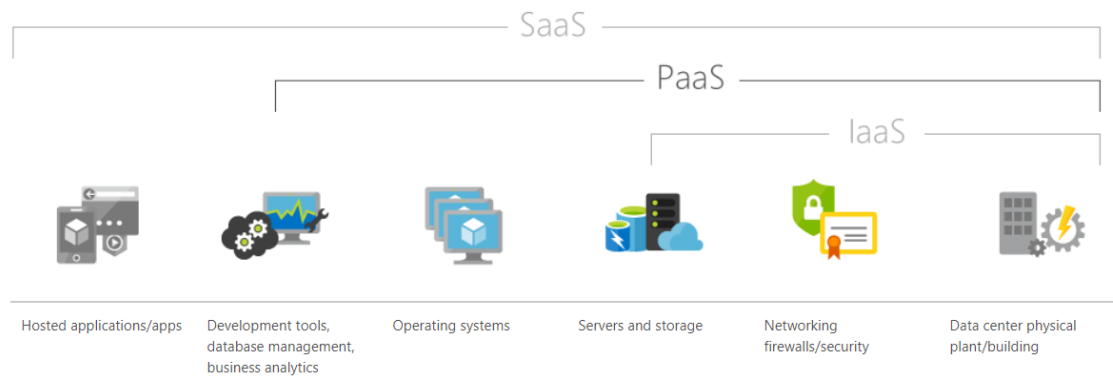 SaaS
PaaS
IaaS
Hosted applications/apps
Development tools,
database management,
business analytics
Operating systems
Servers and storage
Networking
firewalls/security
Data center physical
plant/building